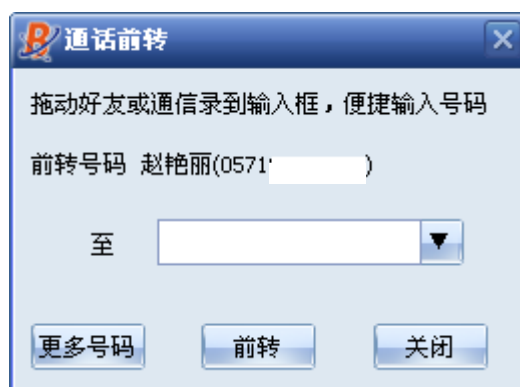 通话前转
拖动好友或通信录到输入框，便捷输入号码
前转号码 赵艳丽(0571 )
至
更多号码 前转 关闭